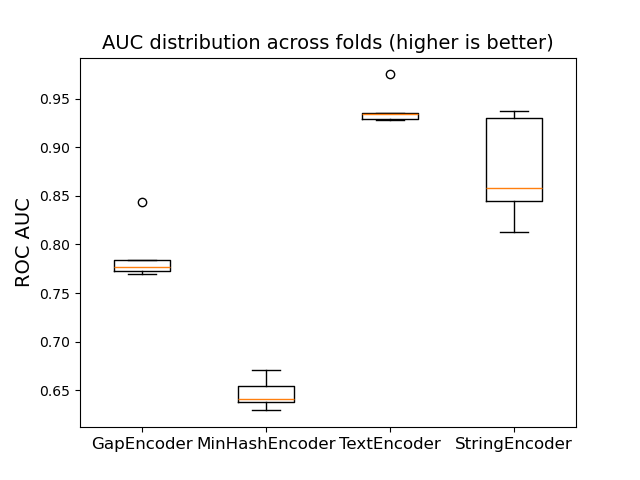 AUC distribution across folds (higher is better)
ROC AUC
0.95
0.90
0.85
0.80
0.75
0.70
0.65
GapEncoder MinHashEncoder TextEncoder StringEncoder